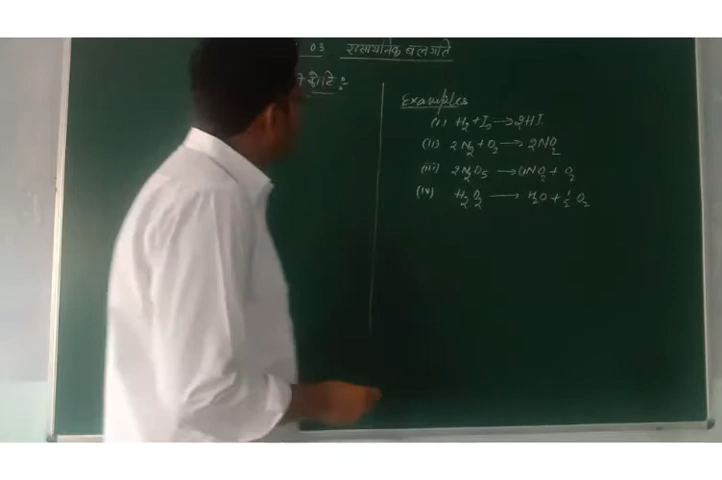 03 रासायनिक बलगति
कोटि :-
Examples
(i) H₂ + I₂ → 2HI
(ii) 2N₂ + O₂ → 2NO₂
(iii) 2N₂O₅ → 4NO₂ + O₂
(iv) H₂O₂ → H₂O + ½ O₂